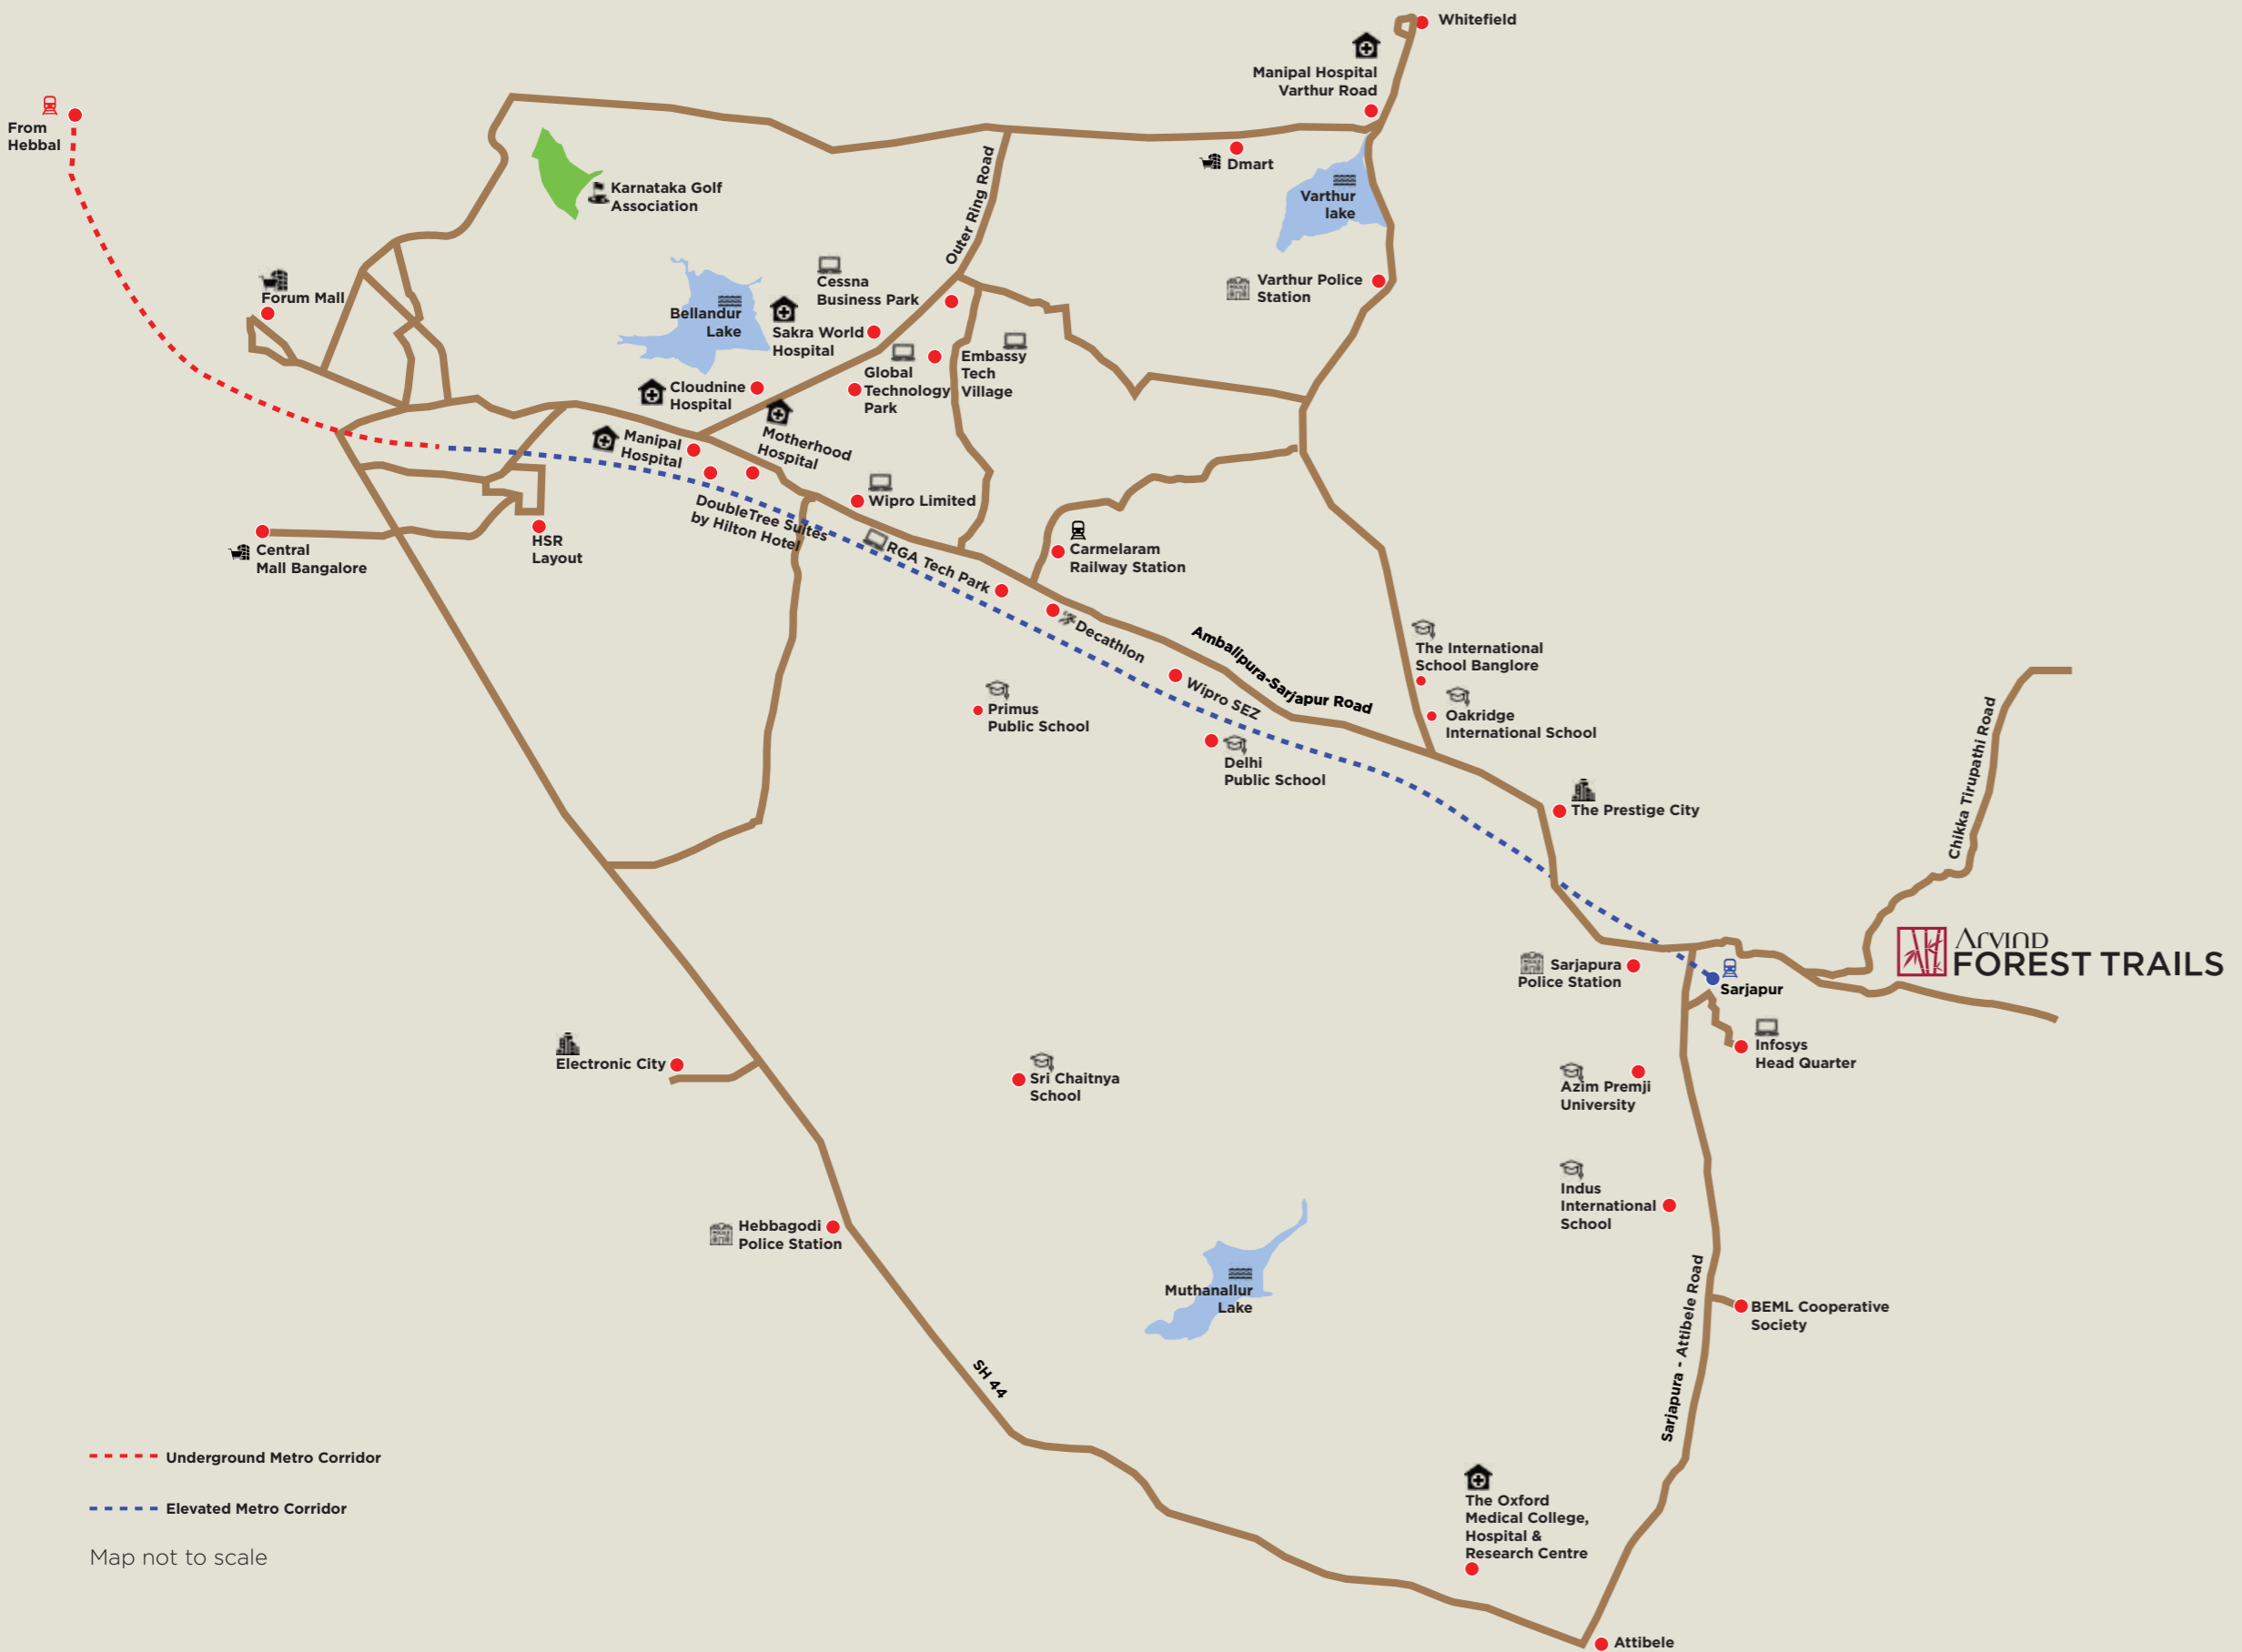 Whitefield
Manipal Hospital
Varthur Road
From
Hebbal
Dmart
Karnataka Golf
Association
Outer Ring Road
Varthur
lake
Varthur Police
Station
Forum Mall
Cessna
Business Park
Bellandur
Lake
Sakra World
Hospital
Global
Technology
Park
Embassy
Tech
Village
Cloudnine
Hospital
Manipal
Hospital
Motherhood
Hospital
DoubleTree Suites
by Hilton Hotel
Wipro Limited
HSR
Layout
Central
Mall Bangalore
RGA Tech Park
Carmelaram
Railway Station
Decathlon
Ambalipura-Sarjapur Road
Wipro SEZ
The International
School Banglore
Oakridge
International School
Primus
Public School
Delhi
Public School
The Prestige City
Chikka Tirupathi Road
Arvind
FOREST TRAILS
Sarjapura
Police Station
Sarjapur
Infosys
Head Quarter
Electronic City
Sri Chaitnya
School
Azim Premji
University
Indus
International
School
Hebbagodi
Police Station
Muthanallur
Lake
BEML Cooperative
Society
Sarjapura - Attibele Road
SH 44
Underground Metro Corridor
Elevated Metro Corridor
Map not to scale
The Oxford
Medical College,
Hospital &
Research Centre
Attibele